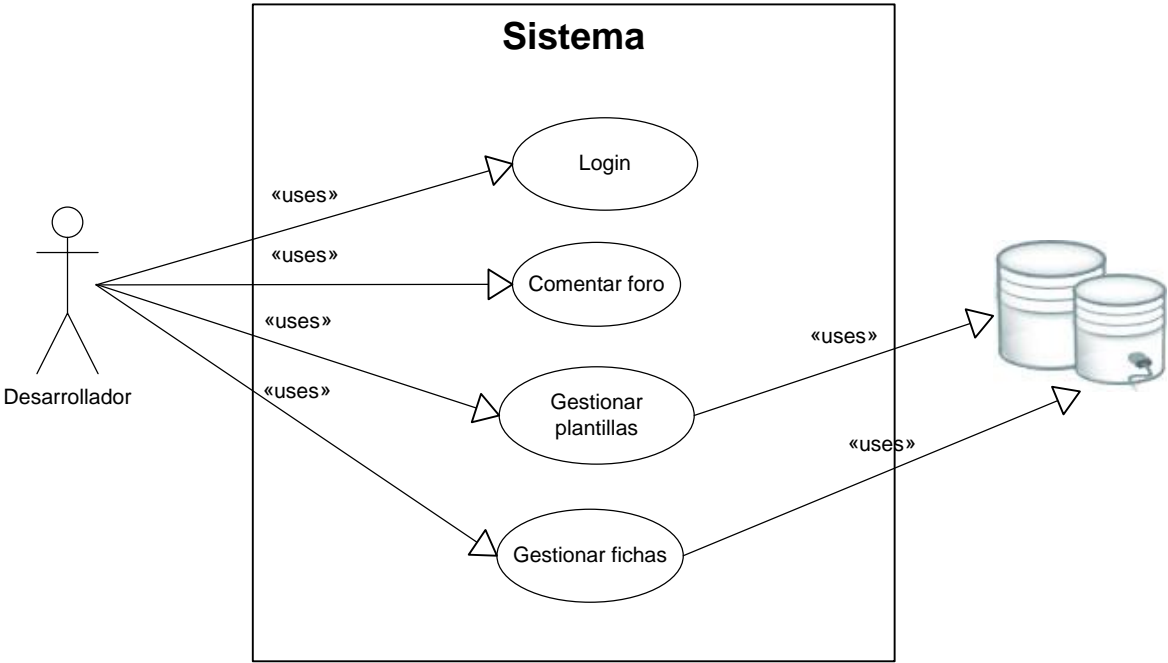 Sistema
Login
«uses»
«uses»
Comentar foro
«uses»
«uses»
Desarrollador
«uses»
Gestionar
plantillas
«uses»
Gestionar fichas